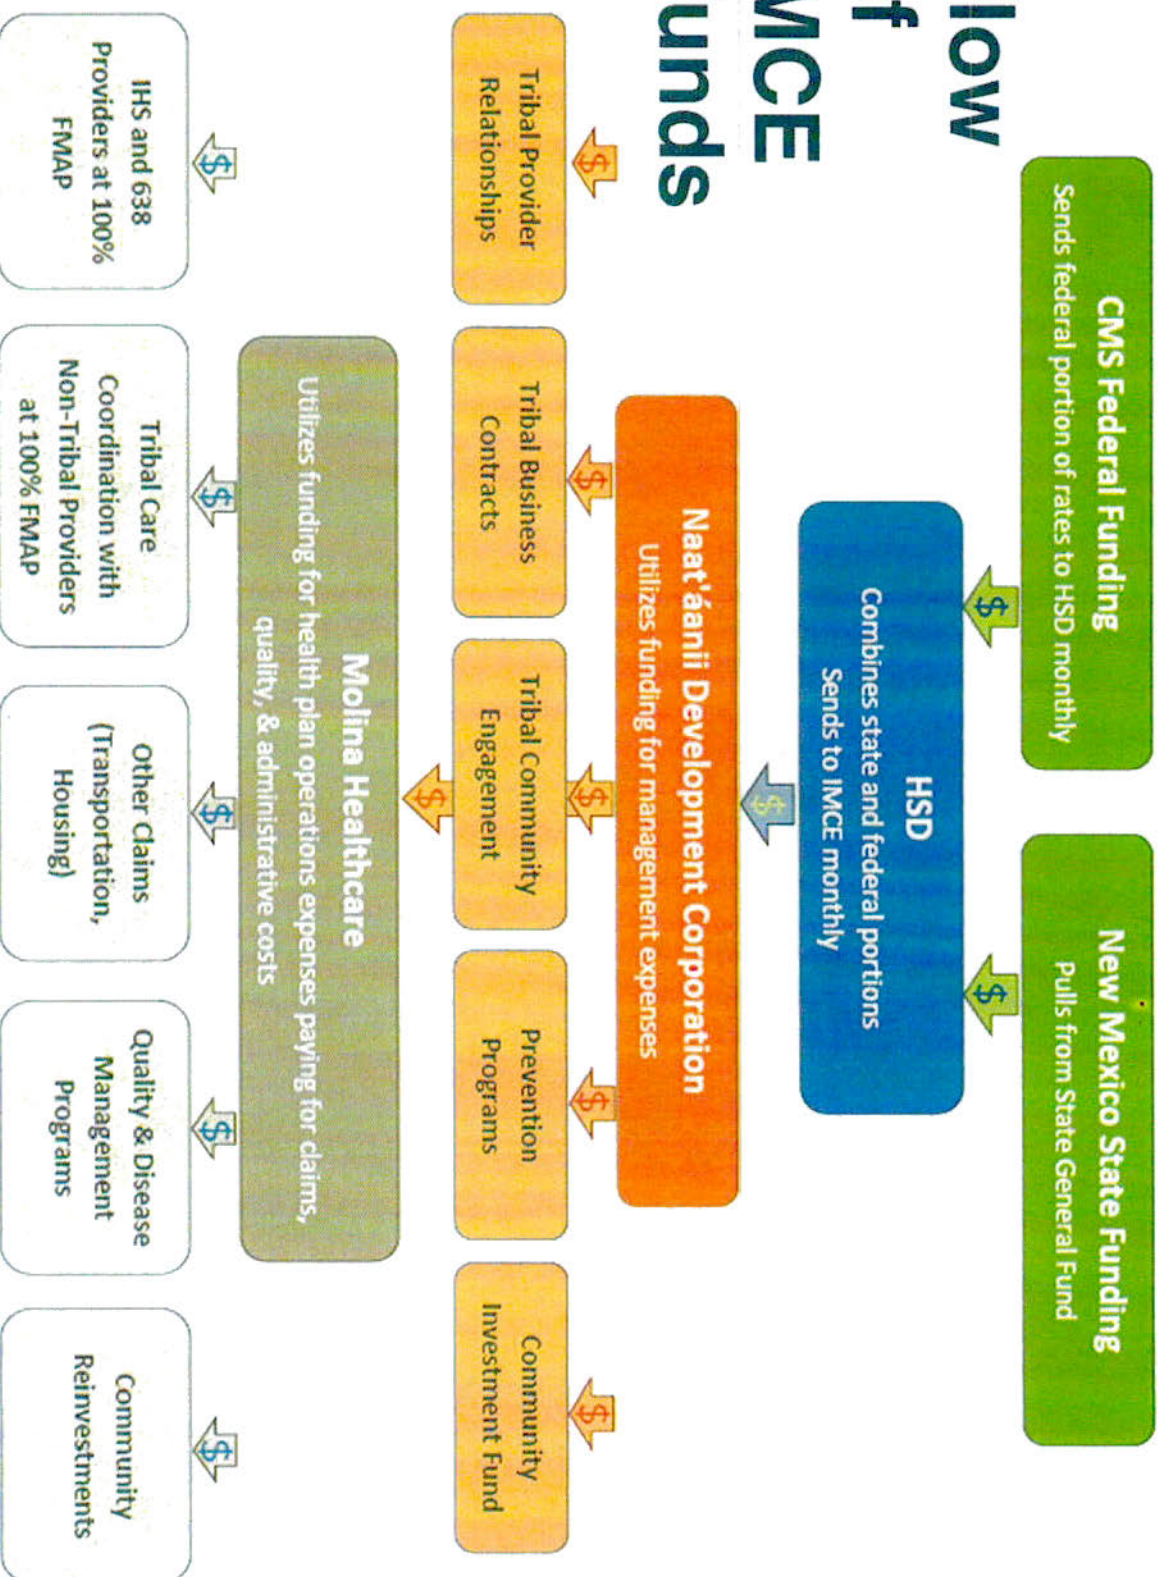 low
f
MCE
unds
CMS Federal Funding
Sends federal portion of rates to HSD monthly
New Mexico State Funding
Pulls from State General Fund
$
$
HSD
Combines state and federal portions
Sends to IMCE monthly
$
Naat'áanii Development Corporation
Utilizes funding for management expenses
$
$
$
$
$
Tribal Provider
Relationships
Tribal Business
Contracts
Tribal Community
Engagement
Prevention
Programs
Community
Investment Fund
$
Molina Healthcare
Utilizes funding for health plan operations expenses paying for claims,
quality, & administrative costs
$
$
$
$
$
IHS and 638
Providers at 100%
FMAP
Tribal Care
Coordination with
Non-Tribal Providers
at 100% FMAP
Other Claims
(Transportation,
Housing)
Quality & Disease
Management
Programs
Community
Reinvestments